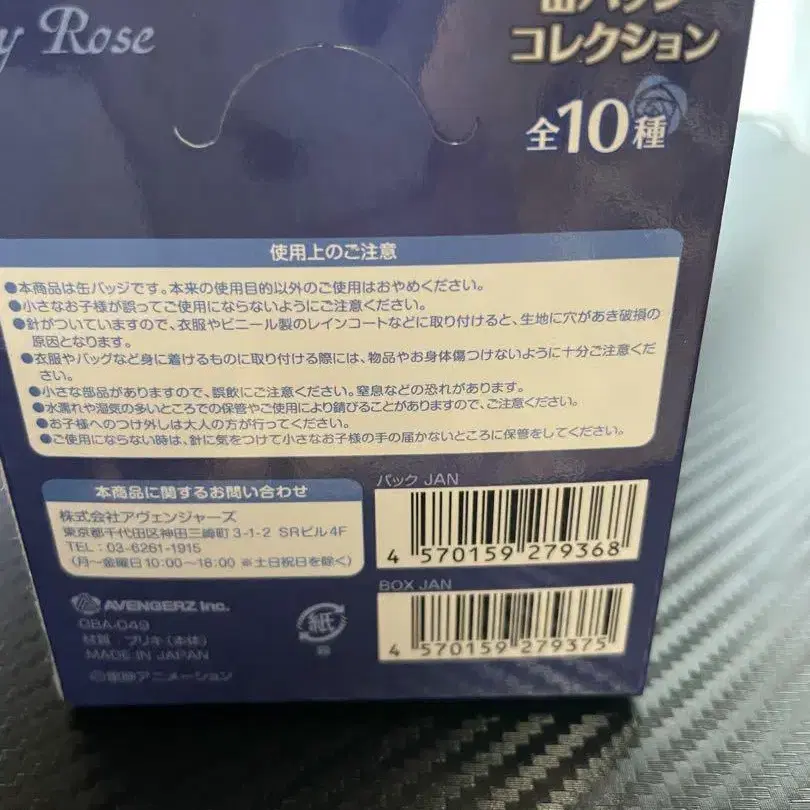 y Rose
缶バッジ
コレクション
全10種
使用上のご注意
●本商品は缶バッジです。本来の使用目的以外のご使用はおやめください。
●小さなお子様が誤ってご使用にならないようにご注意ください。
●針がついていますので、衣服やビニール製のレインコートなどに取り付けると、生地に穴があき破損の
原因となります。
●衣服やバッグなど身に着けるものに取り付ける際には、物品やお身体傷つけないように十分ご注意くだ
さい。
●小さな部品がありますので、誤飲にご注意ください。窒息などの恐れがあります。
●水濡れや湿気の多いところでの保管やご使用により錆びることがありますので、ご注意ください。
●お子様へのつけ外しは大人の方が行ってください。
●ご使用にならない時は、針に気をつけて小さなお子様の手の届かないところに保管をしてください。
本商品に関するお問い合わせ
株式会社アヴェンジャーズ
東京都千代田区神田三崎町3-1-2 SRビル4F
TEL:03-6261-1915
(月~金曜日10:00~18:00 ※土日祝日を除く)
パック JAN
4 570159 279368
BOX JAN
4 570159 279375
AVENGERZ Inc.
GBA-049
材質:ブリキ(本体)
MADE IN JAPAN
紙
アニメーション